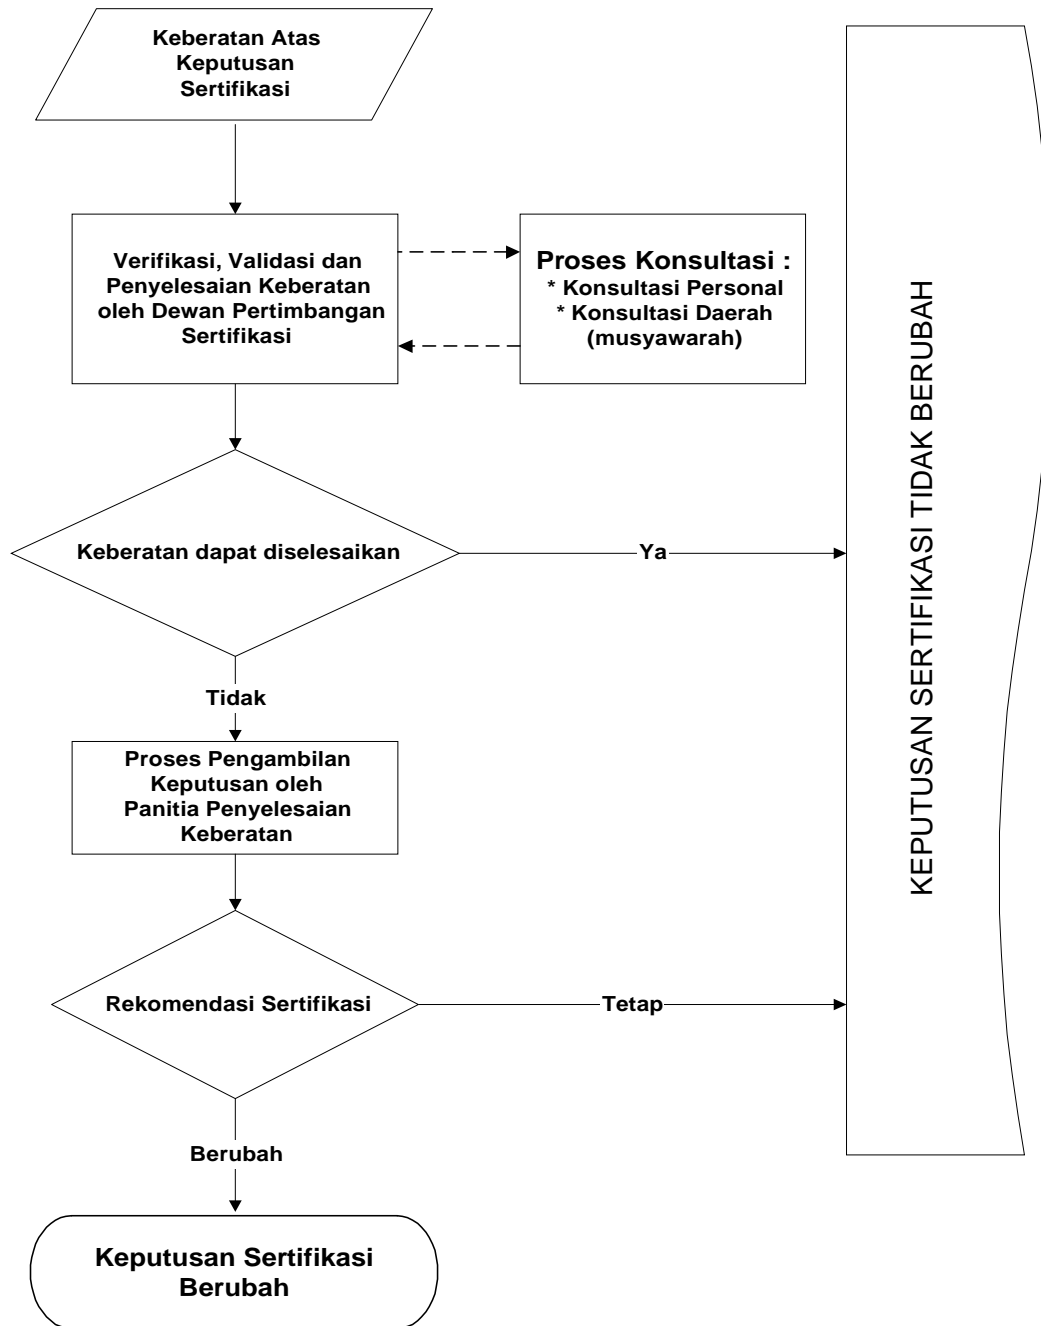 Keberatan Atas
Keputusan
Sertifikasi
Verifikasi, Validasi dan
Penyelesaian Keberatan
oleh Dewan Pertimbangan
Sertifikasi
Proses Konsultasi :
* Konsultasi Personal
* Konsultasi Daerah
(musyawarah)
Keberatan dapat diselesaikan
Ya
Tidak
Proses Pengambilan
Keputusan oleh
Panitia Penyelesaian
Keberatan
Rekomendasi Sertifikasi
Tetap
Berubah
Keputusan Sertifikasi
Berubah
KEPUTUSAN SERTIFIKASI TIDAK BERUBAH